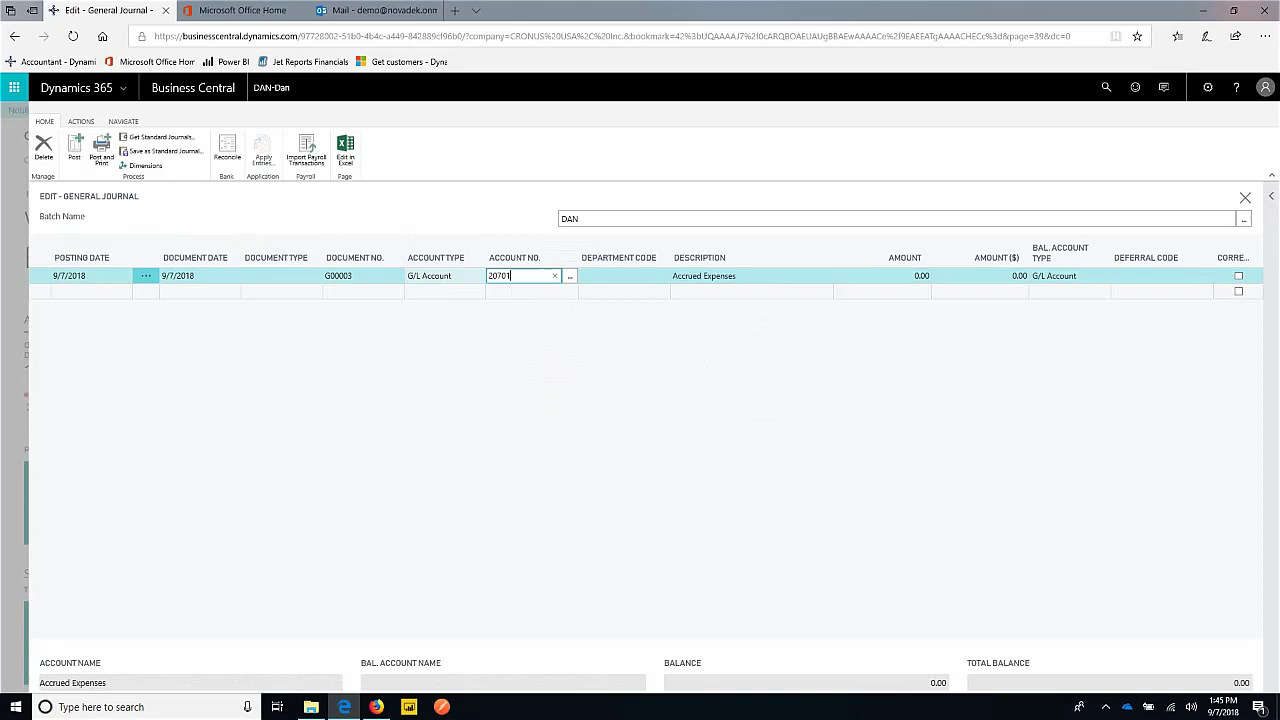 Edit - General Journal -
Microsoft Office Home
Mail - demo@novadek.onm
https://businesscentral.dynamics.com/97728002-51b0-4b4c-a449-842889cf96b0/?company=CRONUS%20USA%2C%20Inc.&bookmark=42%3bUQAAAAJ7%2f0cARQBOAEUAUgBBAEwAAAACe%2f9EAEEATgAAAACHECc%3d&page=39&dc=0
Accounting - Dynami
Microsoft Office Hom
Power BI
Jet Reports Financials
Get customers - Dyna
Dynamics 365
Business Central
DAN-Dan
?
HOME
ACTIONS
NAVIGATE
Delete
Post
Post and Print
Get Standard Journals...
Save as Standard Journal...
Dimensions
Reconcile
Apply Entries...
Import Payroll Transactions
Edit in Excel
Manage
Process
Bank
Application
Payroll
Page
EDIT - GENERAL JOURNAL
Batch Name
DAN
...
POSTING DATE
DOCUMENT DATE
DOCUMENT TYPE
DOCUMENT NO.
ACCOUNT TYPE
ACCOUNT NO.
DEPARTMENT CODE
DESCRIPTION
AMOUNT
AMOUNT ($)
BAL. ACCOUNT TYPE
DEFERRAL CODE
CORRE...
9/7/2018
...
9/7/2018
G00003
G/L Account
20701
...
Accrued Expenses
0.00
0.00
G/L Account
ACCOUNT NAME
BAL. ACCOUNT NAME
BALANCE
TOTAL BALANCE
Accrued Expenses
0.00
0.00
Type here to search
1:45 PM
9/7/2018